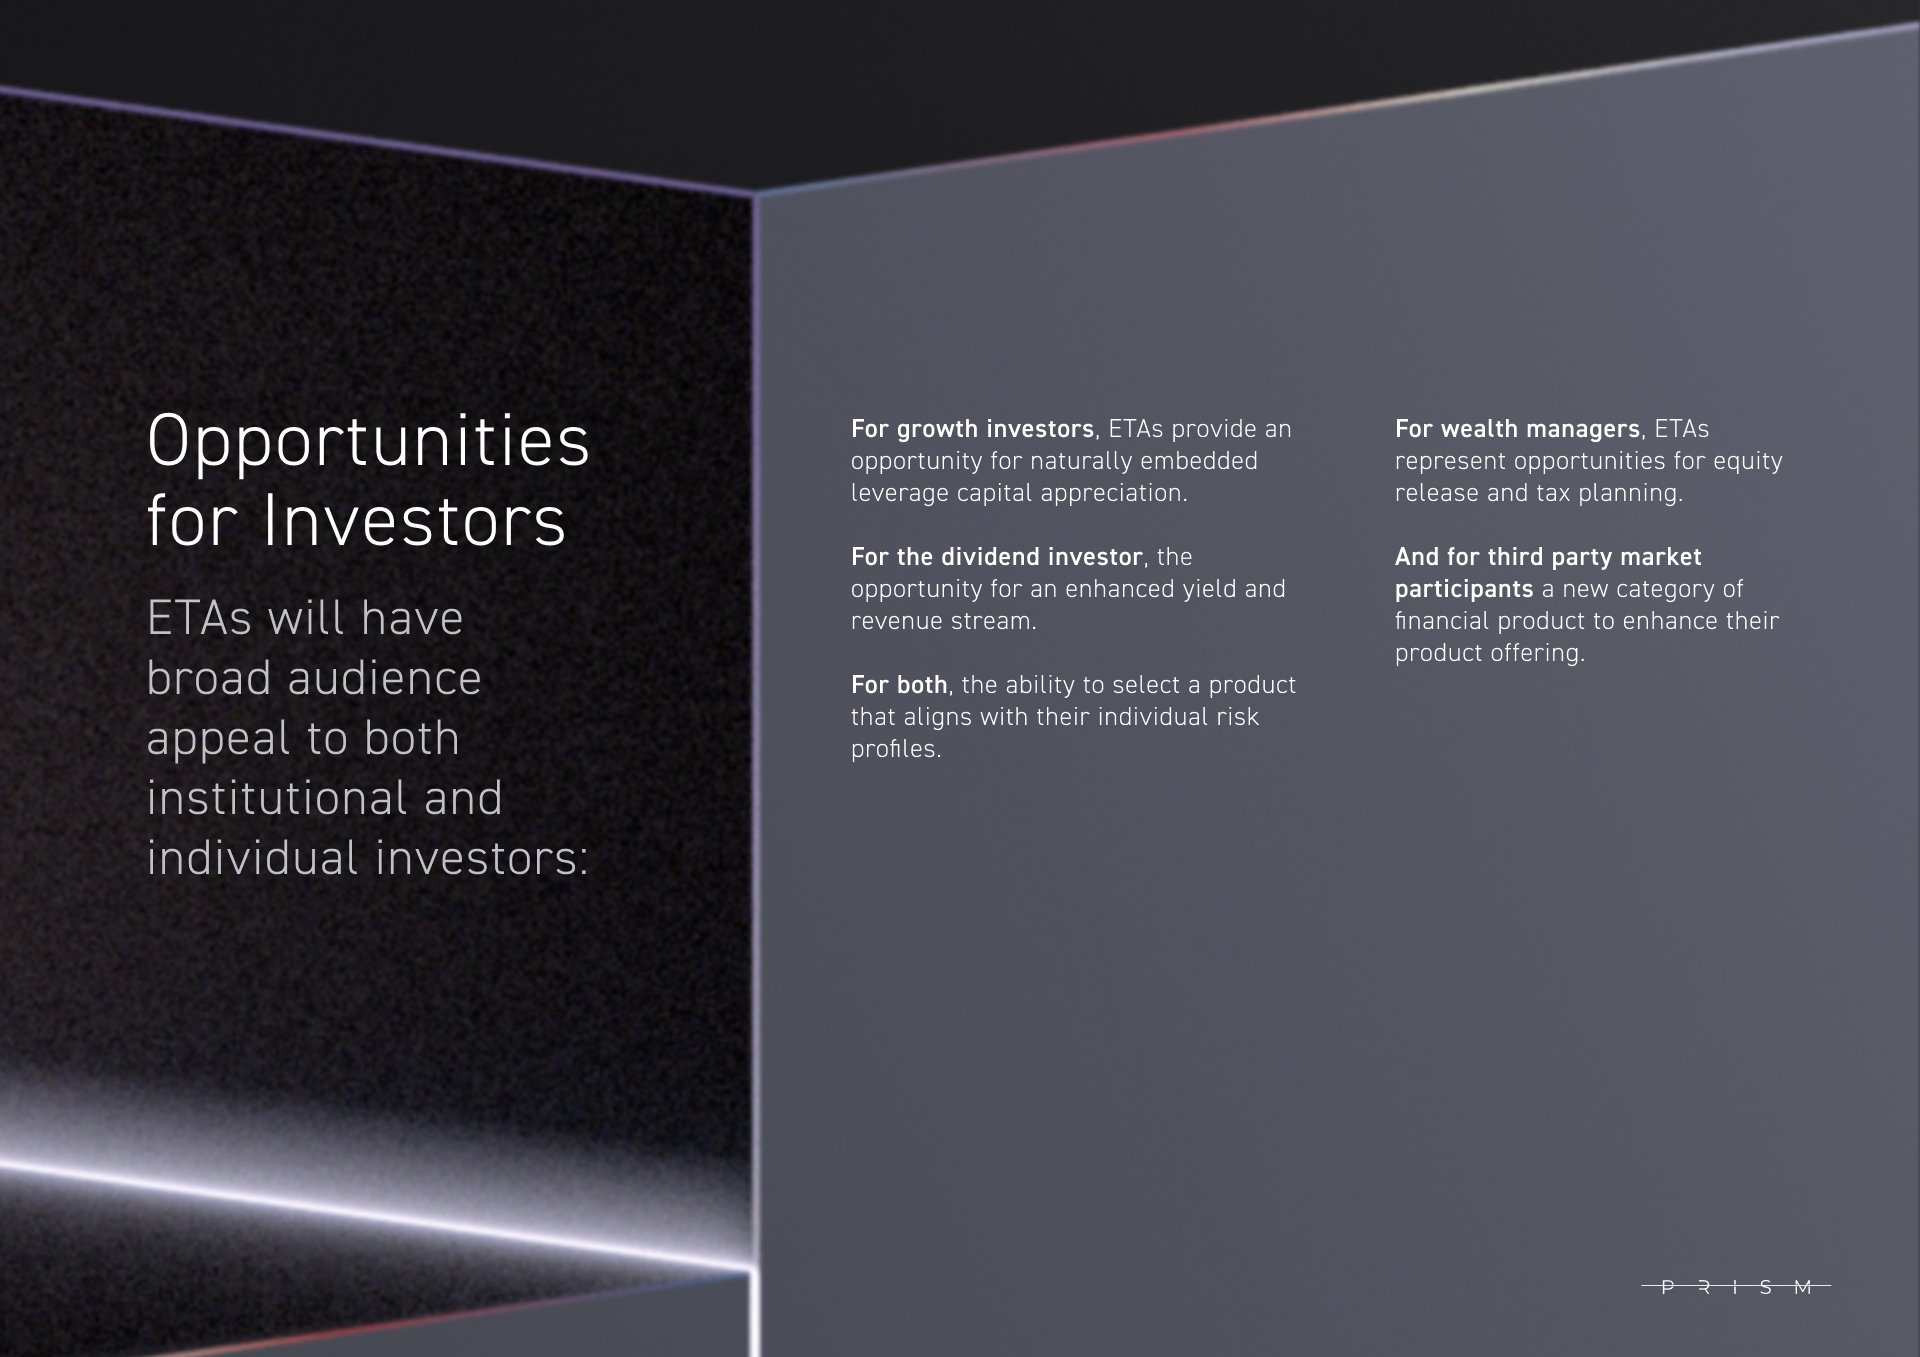 Opportunities
for Investors
ETAs will have
broad audience
appeal to both
institutional and
individual investors:
For growth investors, ETAs provide an
opportunity for naturally embedded
leverage capital appreciation.
For the dividend investor, the
opportunity for an enhanced yield and
revenue stream.
For both, the ability to select a product
that aligns with their individual risk
profiles.
For wealth managers, ETAs
represent opportunities for equity
release and tax planning.
And for third party market
participants a new category of
financial product to enhance their
product offering.
PRISM